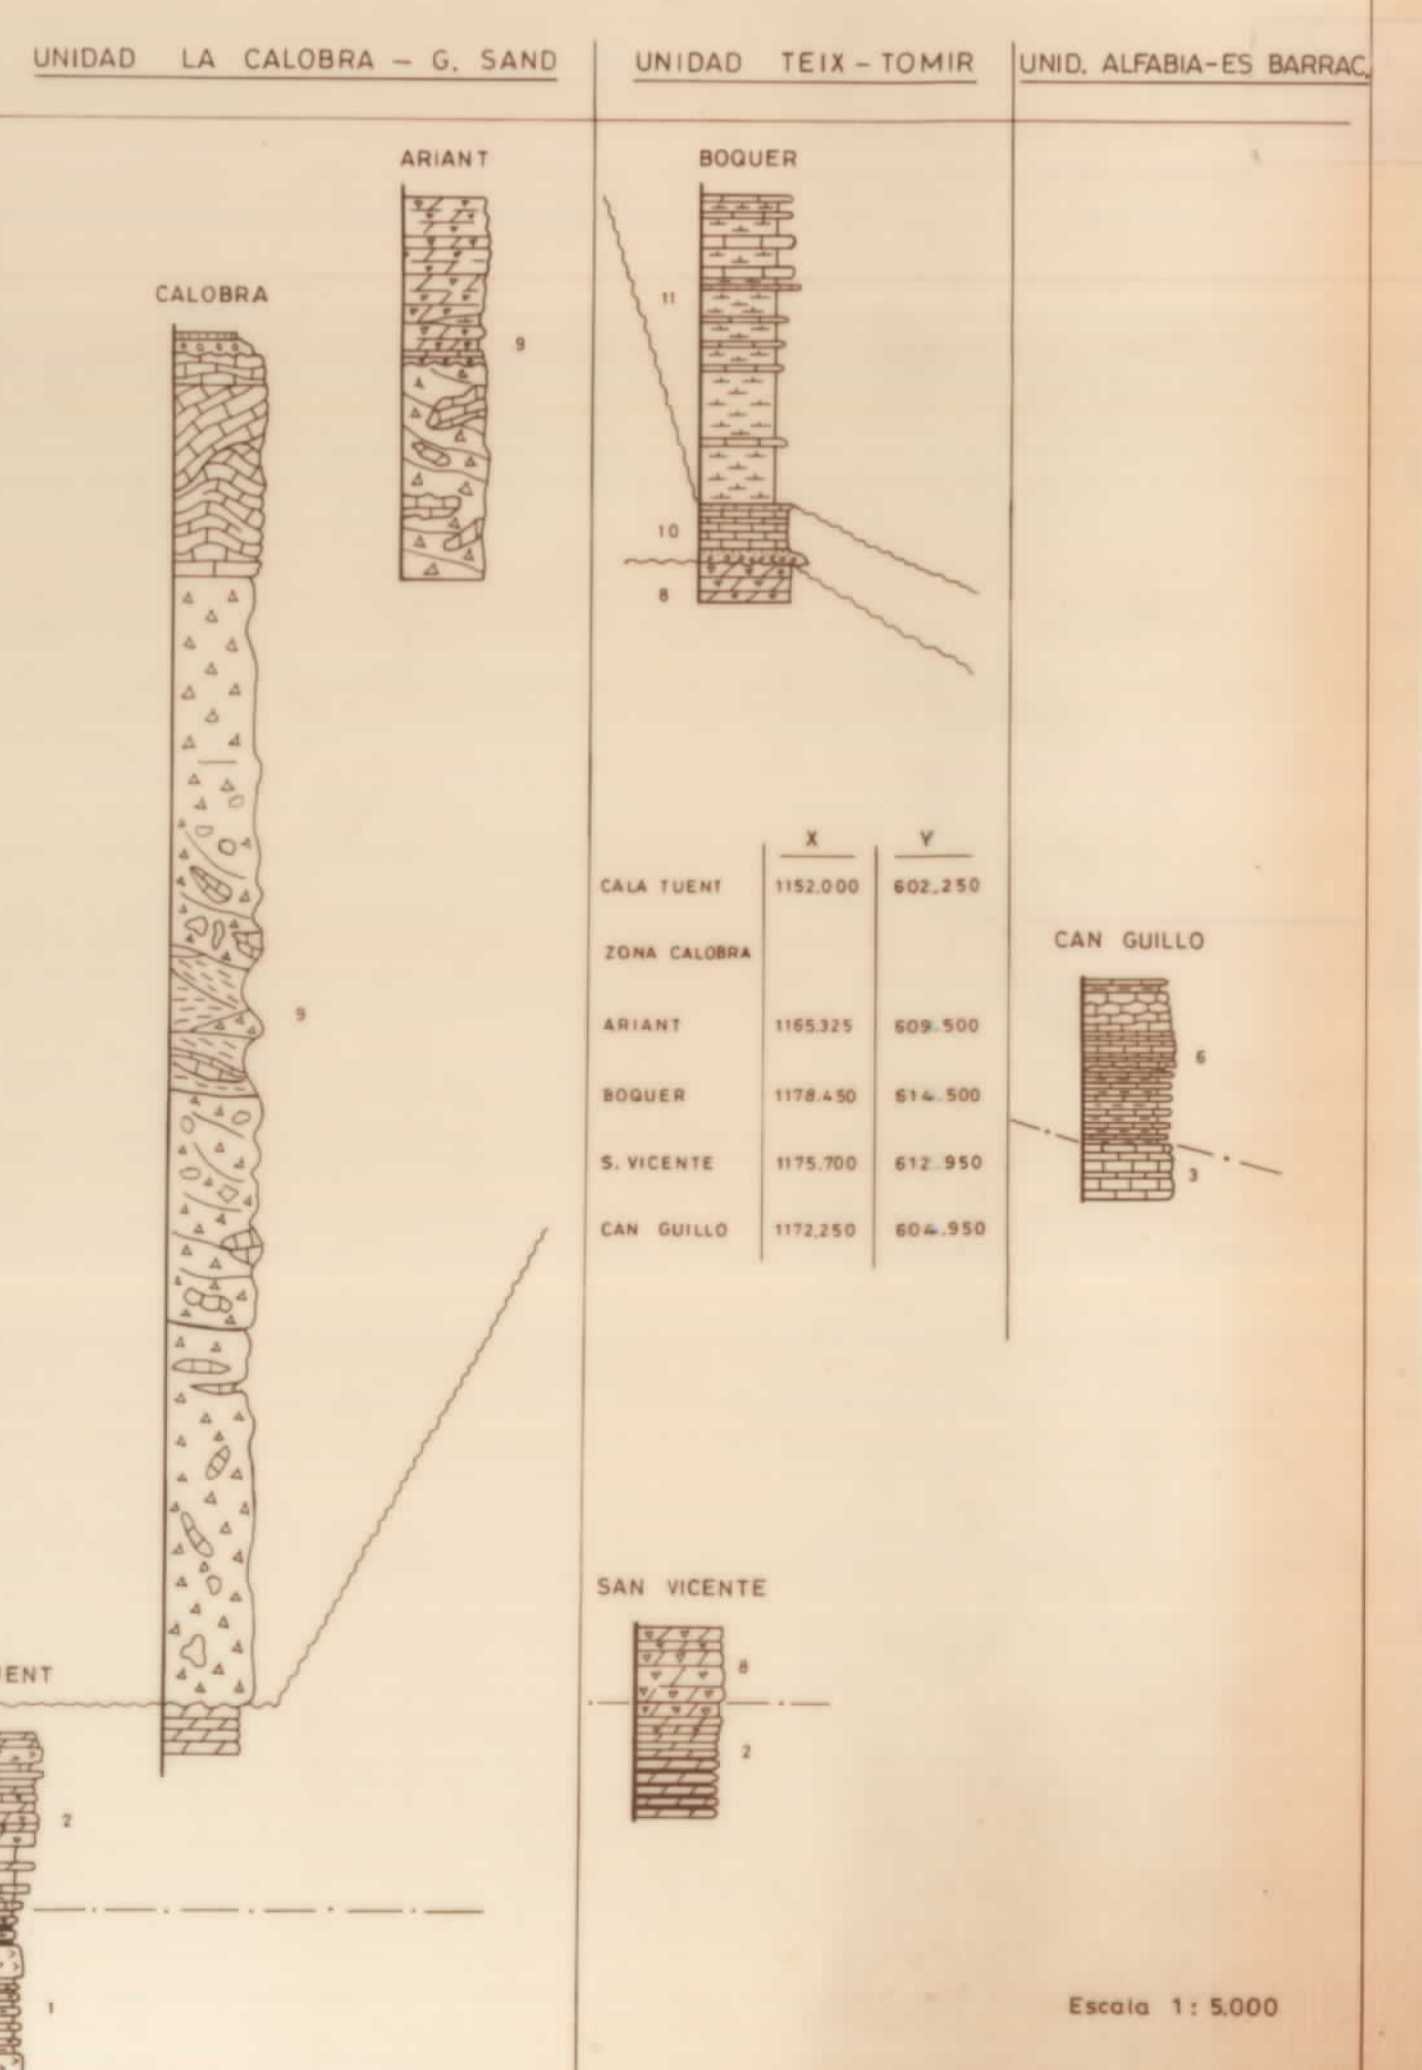 UNIDAD LA CALOBRA - G. SAND
UNIDAD TEIX - TOMIR
UNID. ALFABIA-ES BARRAC.
ARIANT
9
CALOBRA
9
BOQUER
11
10
8
X Y
CALA TUENT 1152.000 602.250
ZONA CALOBRA
ARIANT 1165.325 609.500
BOQUER 1178.450 614.500
S. VICENTE 1175.700 612.950
CAN GUILLO 1172.250 604.950
CAN GUILLO
6
3
SAN VICENTE
8
2
ENT
2
1
Escala 1: 5.000